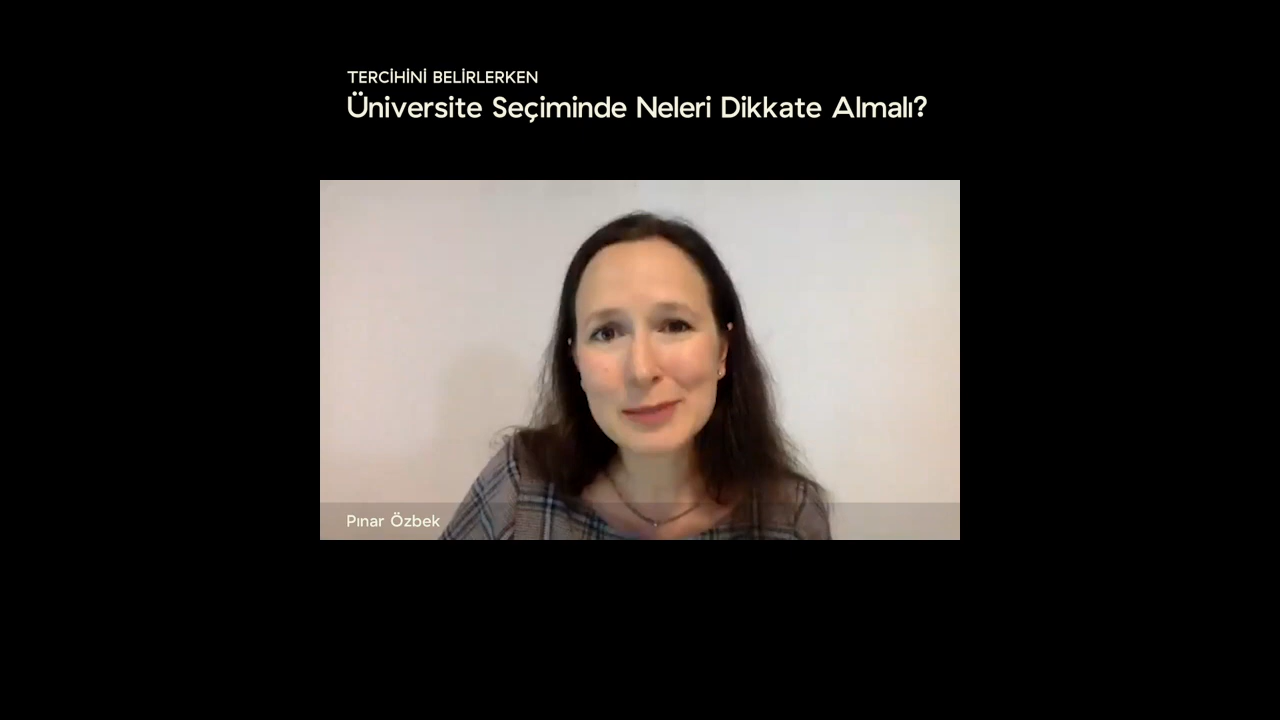 TERCİHİNİ BELİRLERKEN
Üniversite Seçiminde Neleri Dikkate Almalı?
Pınar Özbek